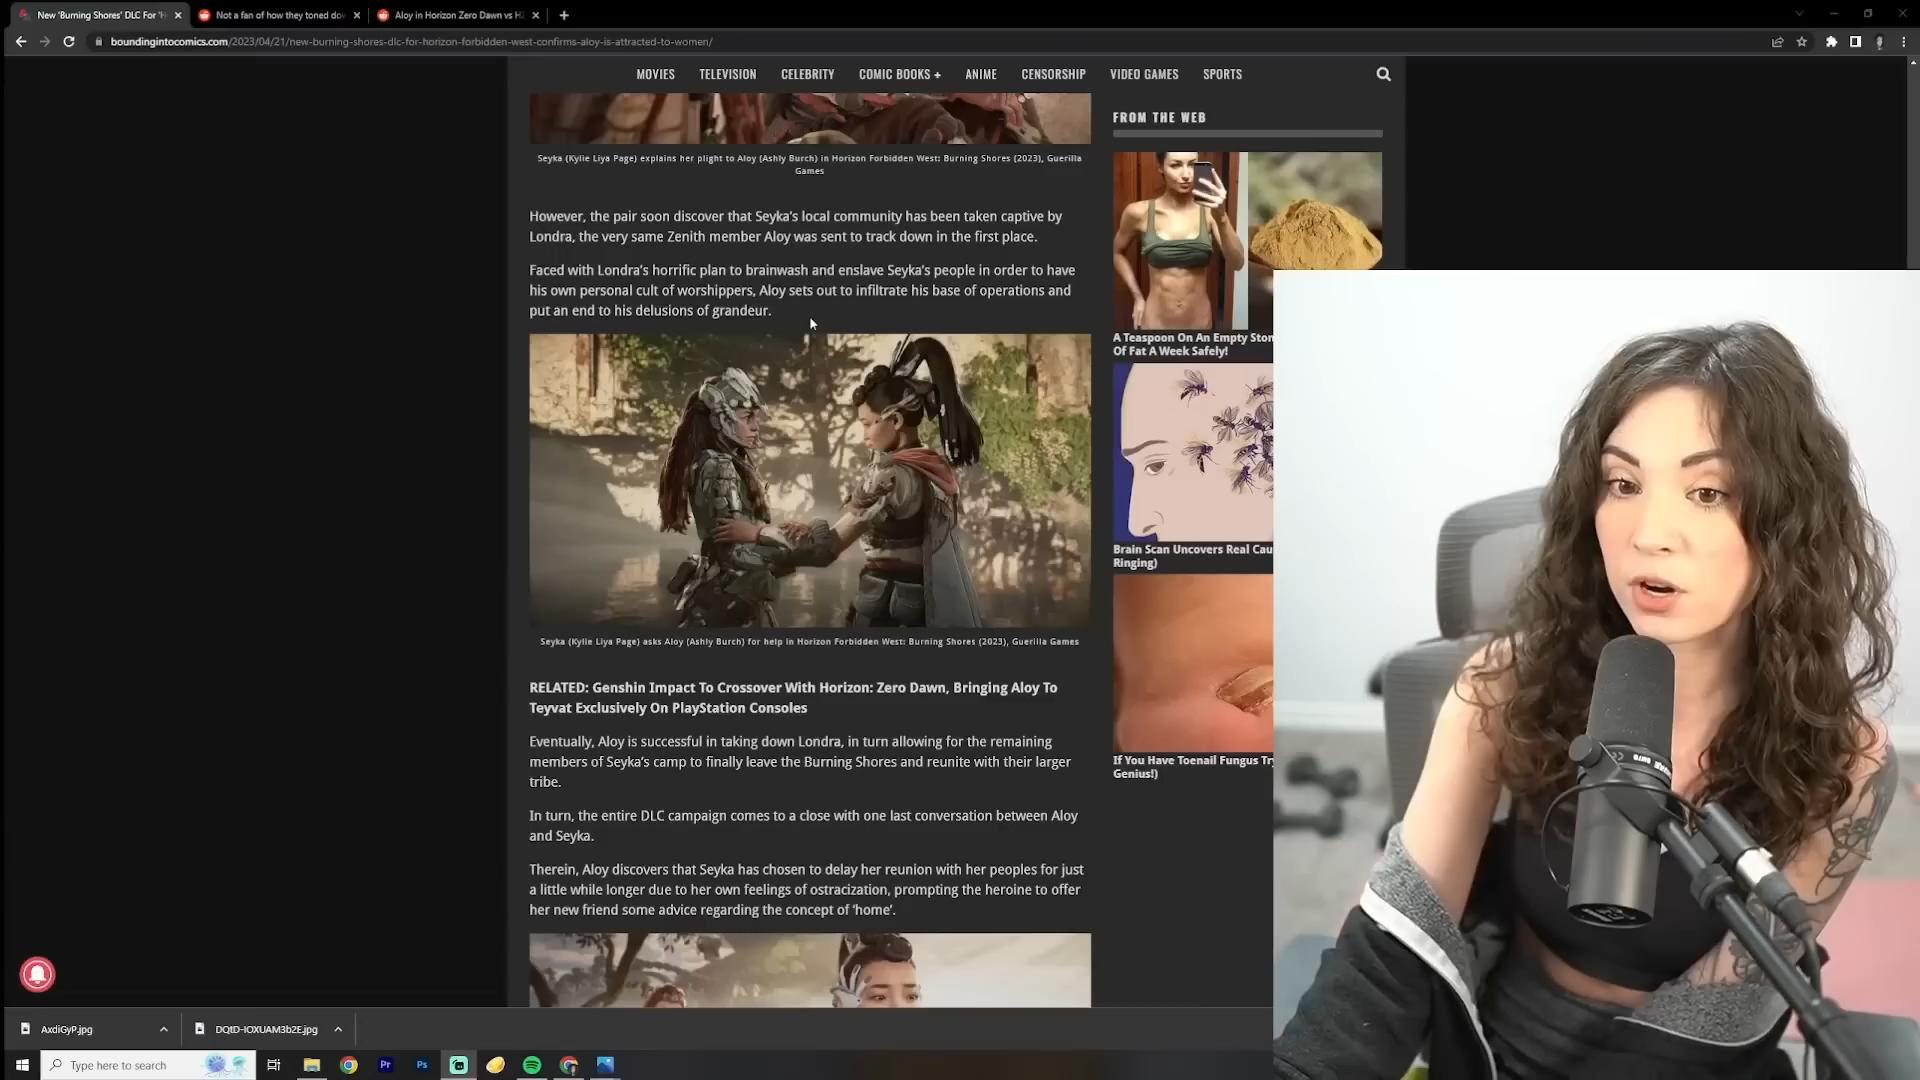 New 'Burning Shores' DLC For 'H
Not a fan of how they toned dow
Aloy in Horizon Zero Dawn vs HZ
boundingintocomics.com/2023/04/21/new-burning-shores-dlc-for-horizon-forbidden-west-confirms-aloy-is-attracted-to-women/
MOVIES TELEVISION CELEBRITY COMIC BOOKS + ANIME CENSORSHIP VIDEO GAMES SPORTS
FROM THE WEB
Seyka (Kylie Liya Page) explains her plight to Aloy (Ashly Burch) in Horizon Forbidden West: Burning Shores (2023), Guerilla
Games
However, the pair soon discover that Seyka's local community has been taken captive by
Londra, the very same Zenith member Aloy was sent to track down in the first place.
Faced with Londra's horrific plan to brainwash and enslave Seyka's people in order to have
his own personal cult of worshippers, Aloy sets out to infiltrate his base of operations and
put an end to his delusions of grandeur.
A Teaspoon On An Empty Stom
Of Fat A Week Safely!
Brain Scan Uncovers Real Cau
Ringing)
Seyka (Kylie Liya Page) asks Aloy (Ashly Burch) for help in Horizon Forbidden West: Burning Shores (2023), Guerilla Games
RELATED: Genshin Impact To Crossover With Horizon: Zero Dawn, Bringing Aloy To
Teyvat Exclusively On PlayStation Consoles
Eventually, Aloy is successful in taking down Londra, in turn allowing for the remaining
members of Seyka's camp to finally leave the Burning Shores and reunite with their larger
tribe.
If You Have Toenail Fungus Try
Genius!)
In turn, the entire DLC campaign comes to a close with one last conversation between Aloy
and Seyka.
Therein, Aloy discovers that Seyka has chosen to delay her reunion with her peoples for just
a little while longer due to her own feelings of ostracization, prompting the heroine to offer
her new friend some advice regarding the concept of 'home'.
AxdiGyP.jpg
DQtD-IOXUAM3b2E.jpg
Type here to search
Pr
Ps